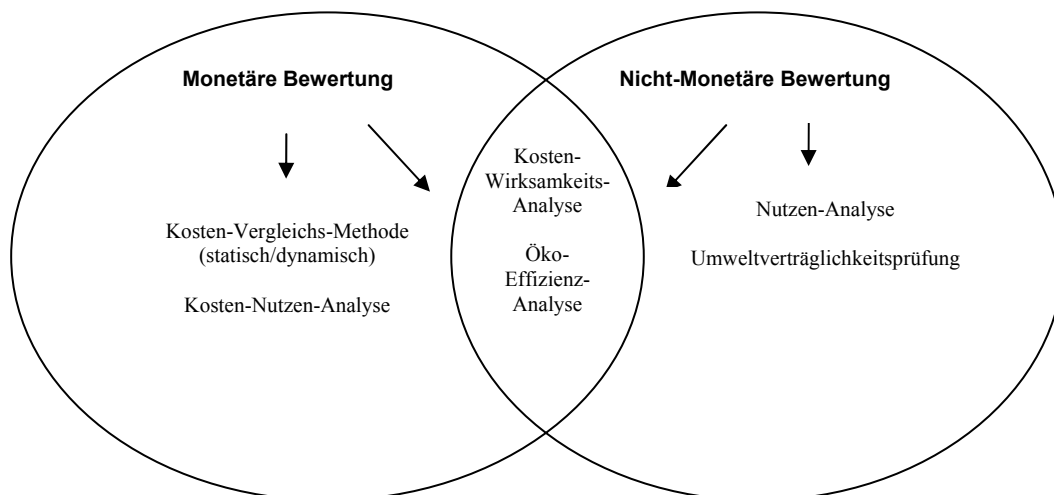 Monetäre Bewertung
Nicht-Monetäre Bewertung
Kosten-Vergleichs-Methode
(statisch/dynamisch)
Kosten-Nutzen-Analyse
Kosten-
Wirksamkeits-
Analyse
Öko-
Effizienz-
Analyse
Nutzen-Analyse
Umweltverträglichkeitsprüfung